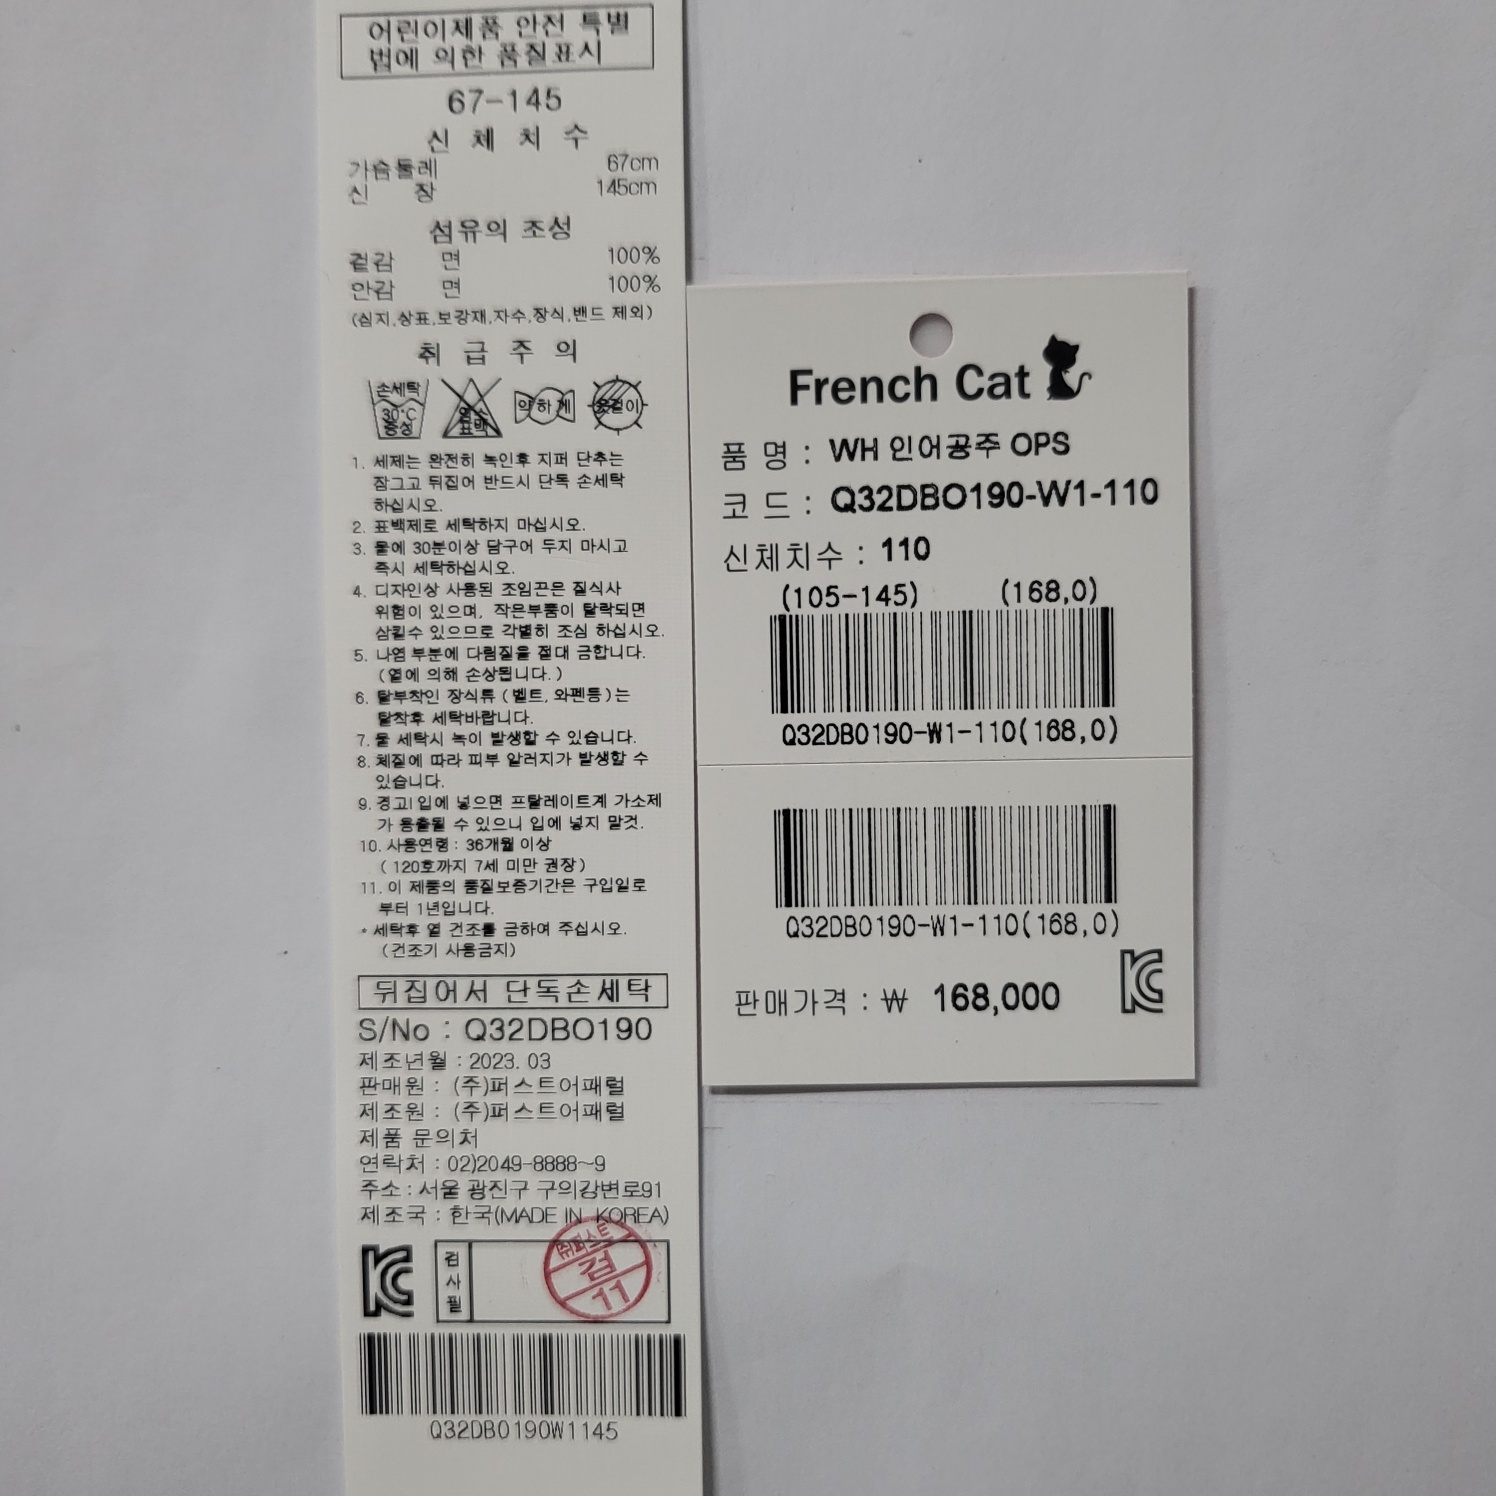 어린이제품 안전 특별
법에 의한 품질표시
67-145
신 체 치 수
가슴둘레 67cm
신 장 145cm
섬유의 조성
겉감 면 100%
안감 면 100%
(심지,상표,보강재,자수,장식,밴드 제외)
취 급 주 의
손세탁
30°C
중성
염소
표백
약하게
옷걸이
1. 세제는 완전히 녹인후 지퍼 단추는
잠그고 뒤집어 반드시 단독 손세탁
하십시오.
2. 표백제로 세탁하지 마십시오.
3. 물에 30분이상 담구어 두지 마시고
즉시 세탁하십시오.
4. 디자인상 사용된 조임끈은 질식사
위험이 있으며, 작은부품이 탈락되면
삼킬수 있으므로 각별히 조심 하십시오.
5. 나염 부분에 다림질을 절대 금합니다.
(열에 의해 손상됩니다.)
6. 탈부착인 장식류 (벨트, 와펜등)는
탈착후 세탁바랍니다.
7. 물 세탁시 녹이 발생할 수 있습니다.
8. 체질에 따라 피부 알러지가 발생할 수
있습니다.
9. 경고! 입에 넣으면 프탈레이트계 가소제
가 용출될 수 있으니 입에 넣지 말것.
10. 사용연령 : 36개월 이상
( 120호까지 7세 미만 권장 )
11. 이 제품의 품질보증기간은 구입일로
부터 1년입니다.
* 세탁후 열 건조를 금하여 주십시오.
(건조기 사용금지)
뒤집어서 단독손세탁
S/No : Q32DBO190
제조년월 : 2023. 03
판매원 : (주)퍼스트어패럴
제조원 : (주)퍼스트어패럴
제품 문의처
연락처 : 02)2049-8888~9
주소 : 서울 광진구 구의강변로91
제조국 : 한국(MADE IN KOREA)
KC
검사필
㈜퍼스트
검
11
Q32DBO190W1145
French Cat
품 명 : WH 인어공주 OPS
코 드 : Q32DBO190-W1-110
신체치수 : 110
(105-145) (168,0)
Q32DBO190-W1-110(168,0)
Q32DBO190-W1-110(168,0)
KC
판매가격 : ₩ 168,000